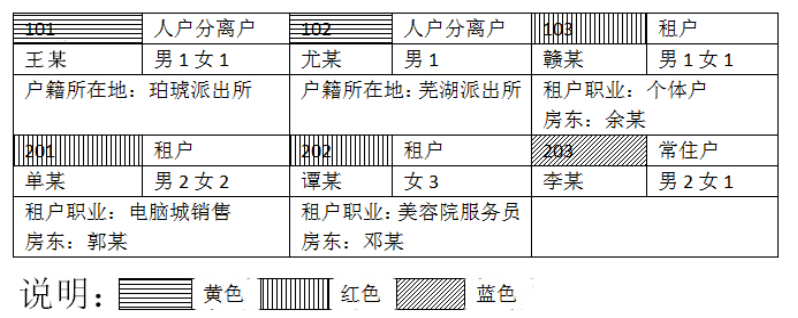 101 人户分离户 102 人户分离户 103 租户
王某 男1女1 尤某 男1 赣某 男1女1
户籍所在地：珀琥派出所 户籍所在地：芜湖派出所 租户职业：个体户
房东：余某
201 租户 202 租户 203 常住户
单某 男2女2 谭某 女3 李某 男2女1
租户职业：电脑城销售 租户职业：美容院服务员
房东：郭某 房东：邓某
说明： 黄色 红色 蓝色